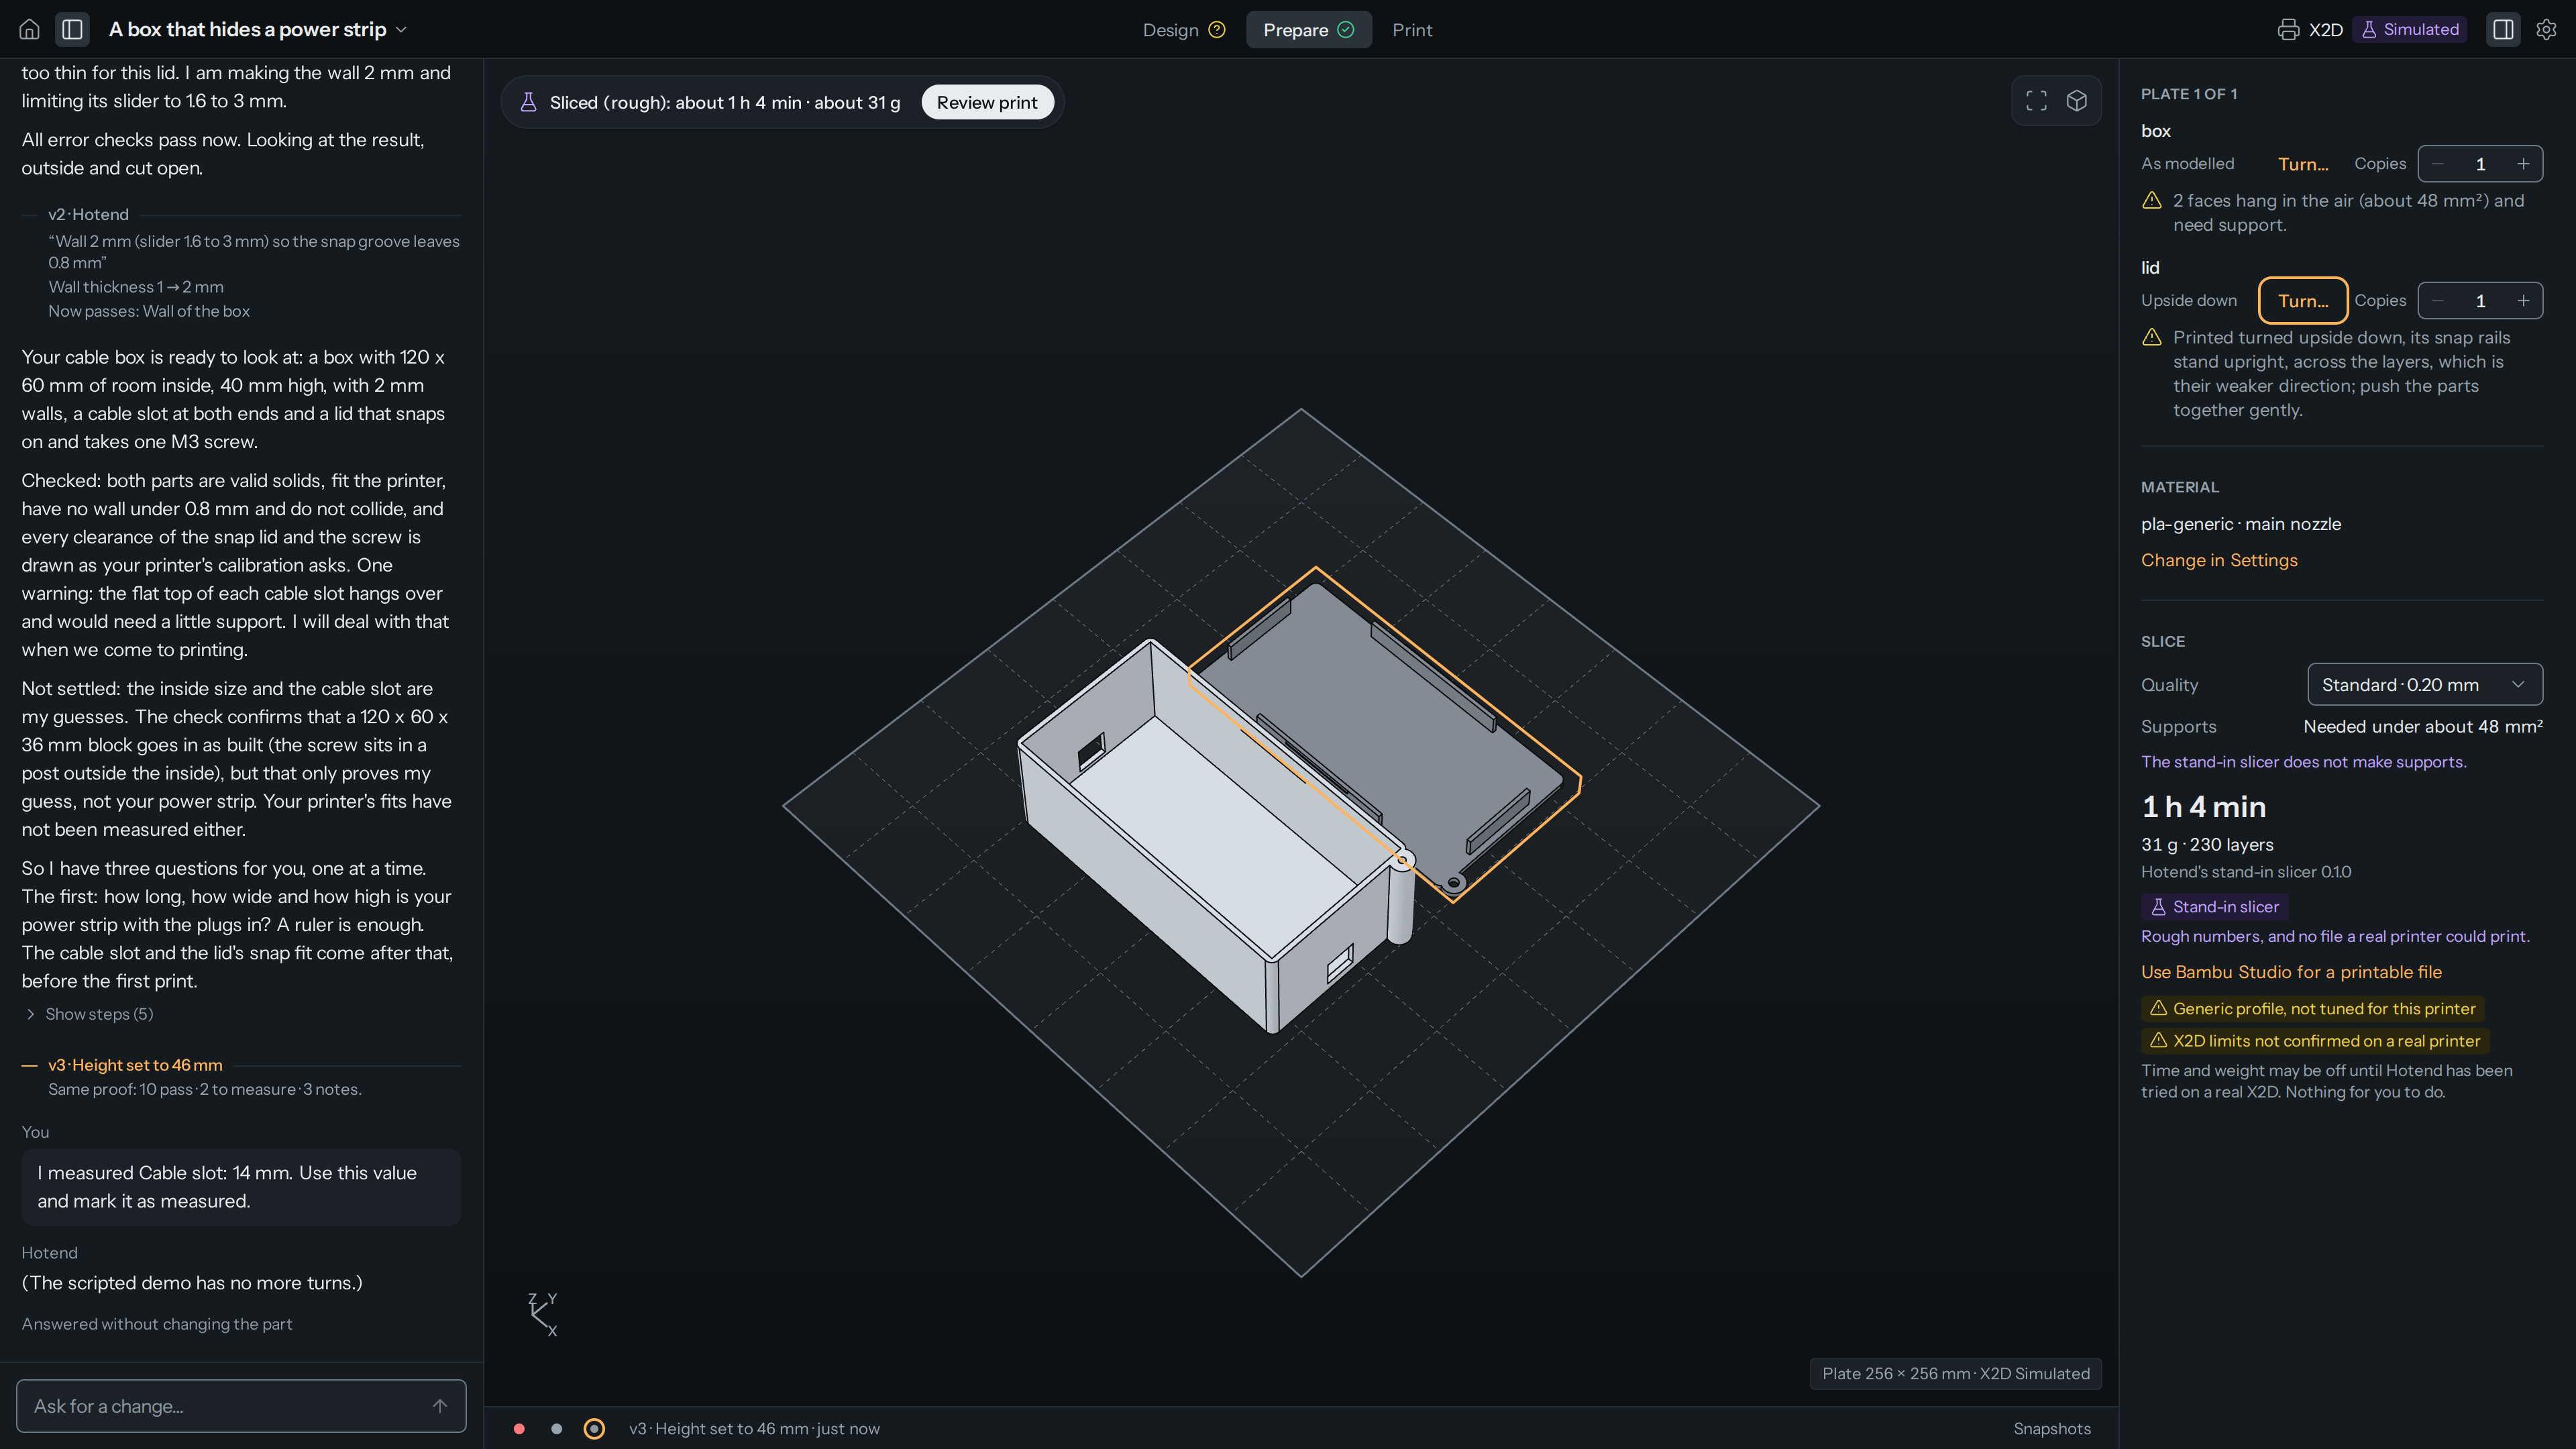 A box that hides a power strip
Design
Prepare
Print
X2D
Simulated
too thin for this lid. I am making the wall 2 mm and
limiting its slider to 1.6 to 3 mm.
All error checks pass now. Looking at the result,
outside and cut open.
v2 · Hotend
“Wall 2 mm (slider 1.6 to 3 mm) so the snap groove leaves
0.8 mm”
Wall thickness 1 → 2 mm
Now passes: Wall of the box
Your cable box is ready to look at: a box with 120 x
60 mm of room inside, 40 mm high, with 2 mm
walls, a cable slot at both ends and a lid that snaps
on and takes one M3 screw.
Checked: both parts are valid solids, fit the printer,
have no wall under 0.8 mm and do not collide, and
every clearance of the snap lid and the screw is
drawn as your printer's calibration asks. One
warning: the flat top of each cable slot hangs over
and would need a little support. I will deal with that
when we come to printing.
Not settled: the inside size and the cable slot are
my guesses. The check confirms that a 120 x 60 x
36 mm block goes in as built (the screw sits in a
post outside the inside), but that only proves my
guess, not your power strip. Your printer's fits have
not been measured either.
So I have three questions for you, one at a time.
The first: how long, how wide and how high is your
power strip with the plugs in? A ruler is enough.
The cable slot and the lid's snap fit come after that,
before the first print.
Show steps (5)
v3 · Height set to 46 mm
Same proof: 10 pass · 2 to measure · 3 notes.
You
I measured Cable slot: 14 mm. Use this value
and mark it as measured.
Hotend
(The scripted demo has no more turns.)
Answered without changing the part
Ask for a change...
Sliced (rough): about 1 h 4 min · about 31 g
Review print
Z Y
X
Plate 256 × 256 mm · X2D Simulated
v3 · Height set to 46 mm · just now
Snapshots
PLATE 1 OF 1
box
As modelled
Turn...
Copies
− 1 +
2 faces hang in the air (about 48 mm²) and
need support.
lid
Upside down
Turn...
Copies
− 1 +
Printed turned upside down, its snap rails
stand upright, across the layers, which is
their weaker direction; push the parts
together gently.
MATERIAL
pla-generic · main nozzle
Change in Settings
SLICE
Quality
Standard · 0.20 mm
Supports
Needed under about 48 mm²
The stand-in slicer does not make supports.
1 h 4 min
31 g · 230 layers
Hotend's stand-in slicer 0.1.0
Stand-in slicer
Rough numbers, and no file a real printer could print.
Use Bambu Studio for a printable file
Generic profile, not tuned for this printer
X2D limits not confirmed on a real printer
Time and weight may be off until Hotend has been
tried on a real X2D. Nothing for you to do.